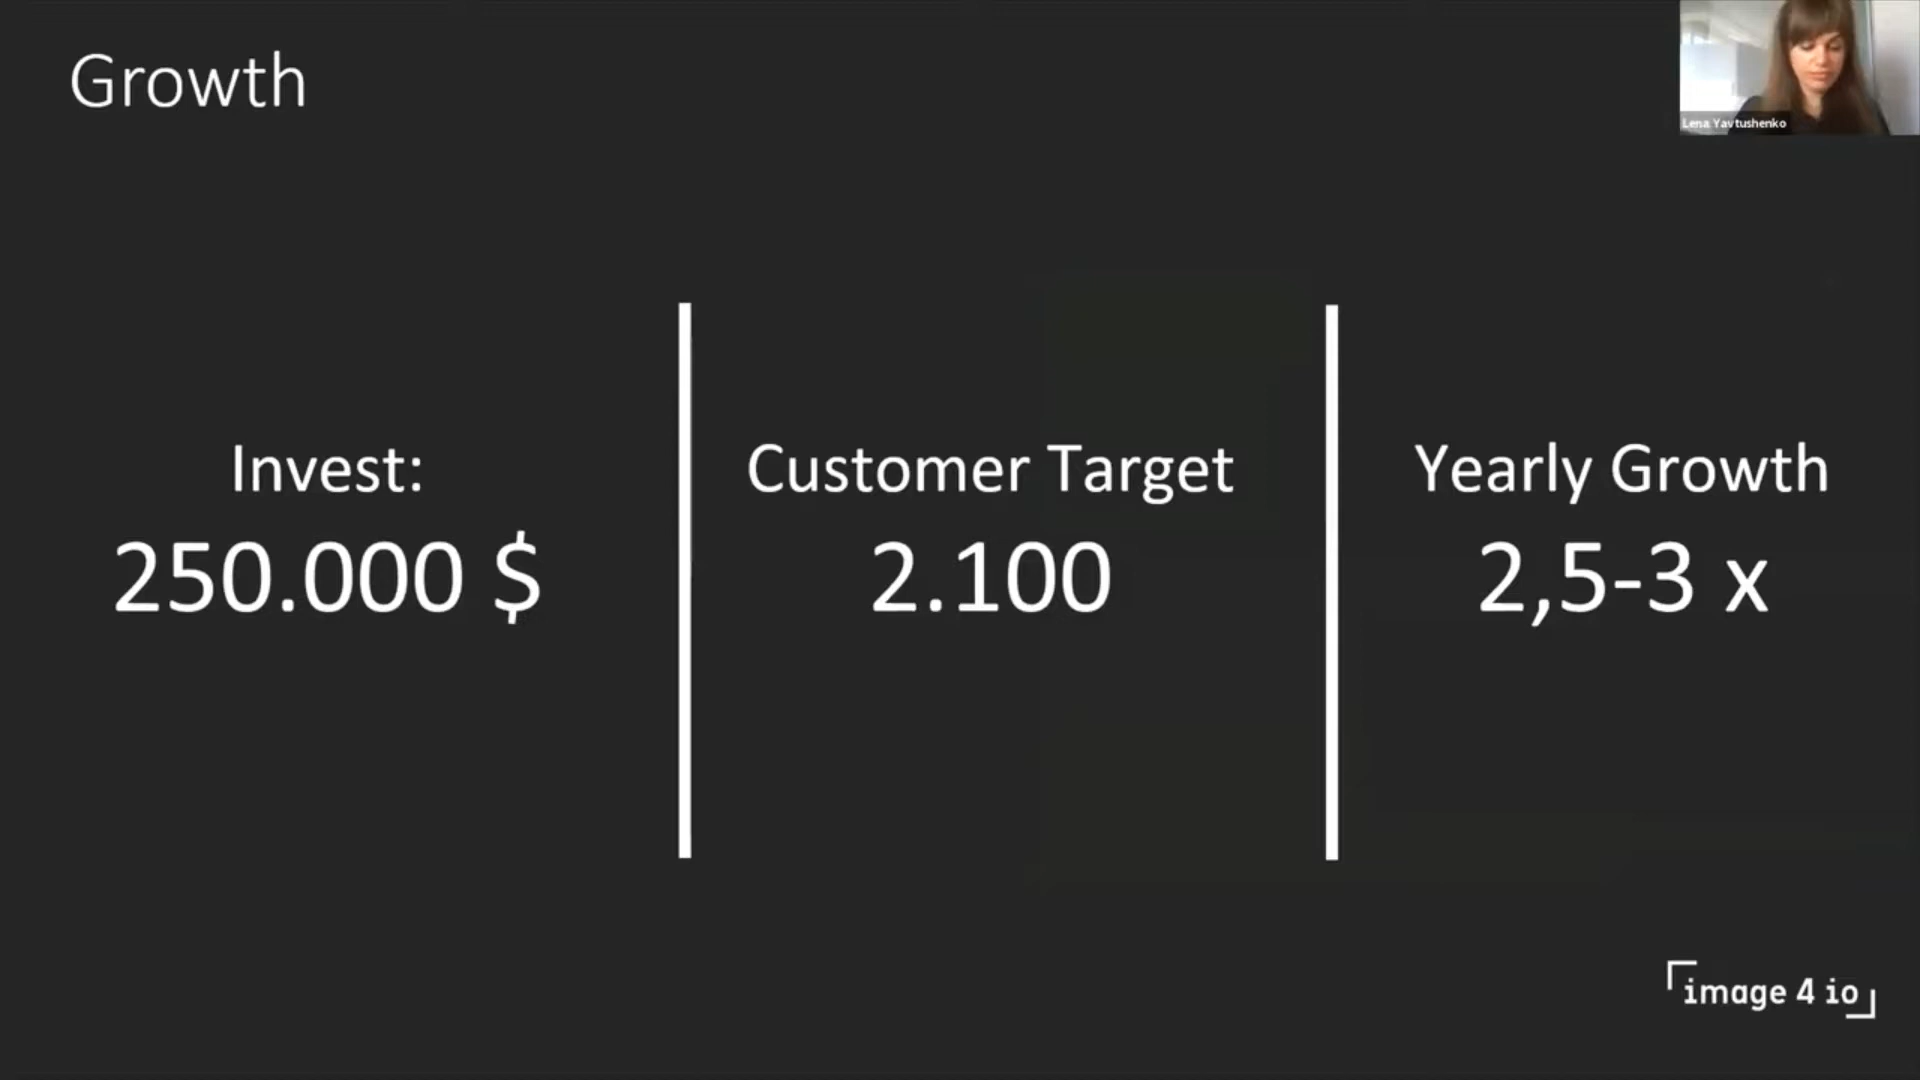 Growth
Lena Yavtushenko
Invest:
250.000 $
Customer Target
2.100
Yearly Growth
2,5-3 x
image 4 io